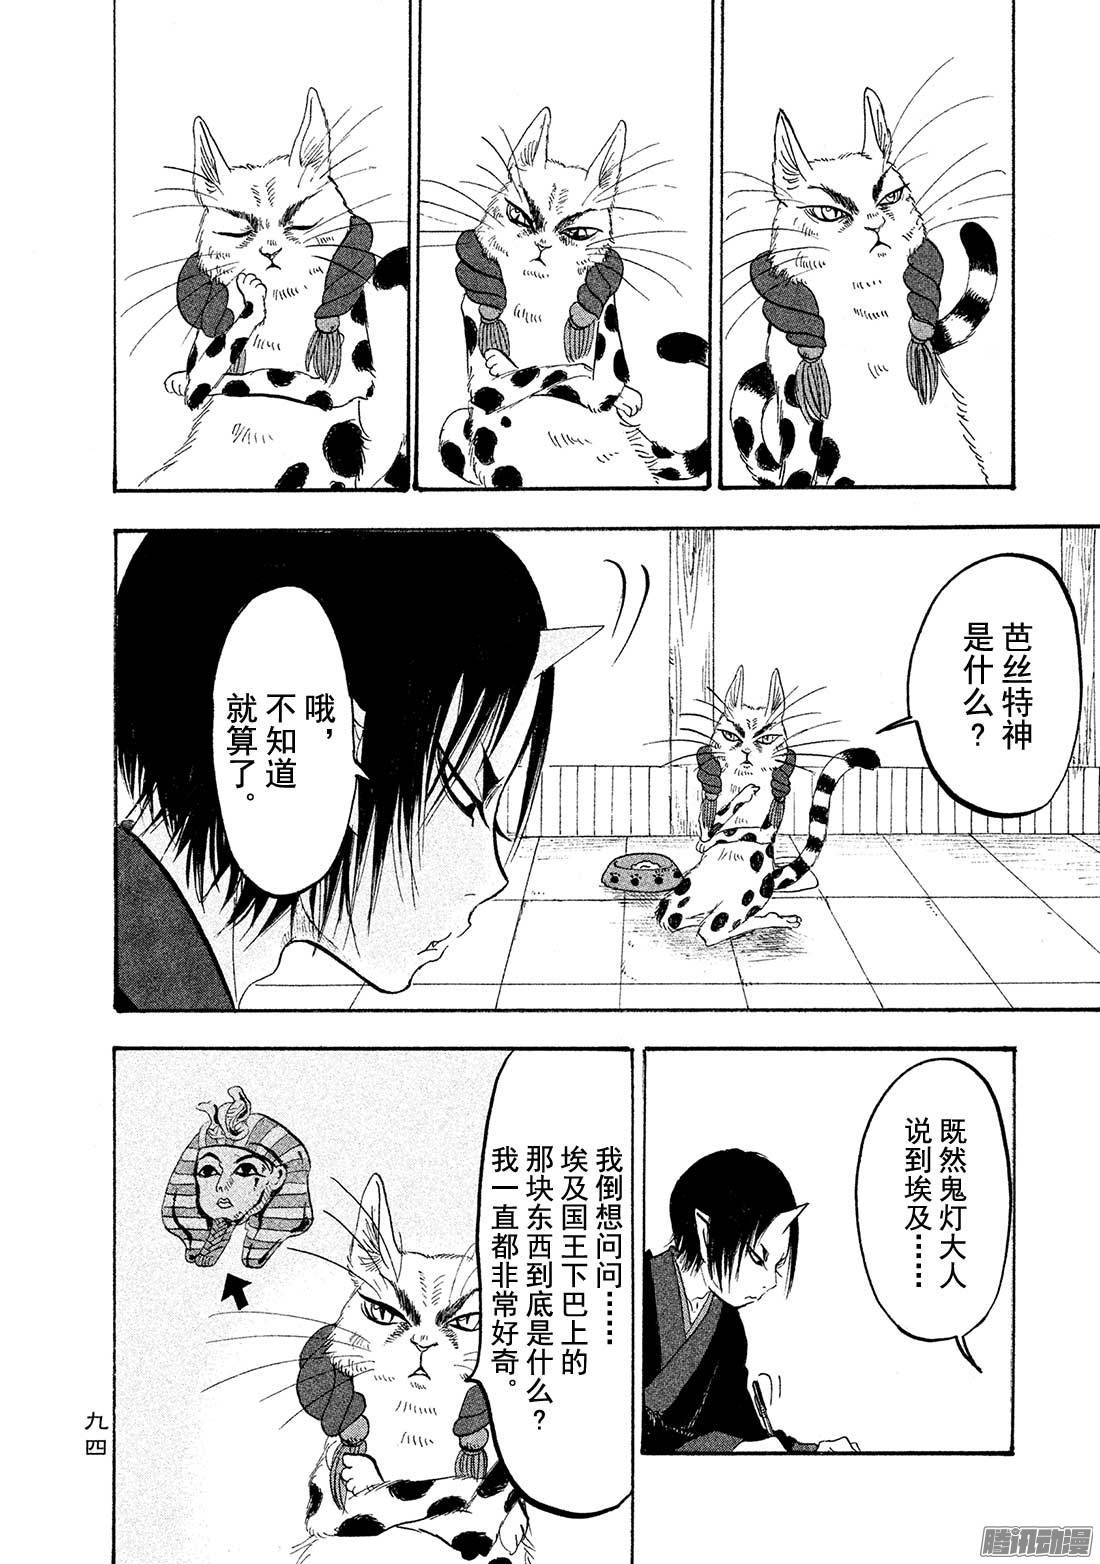 芭丝特神
是什么？
哦，
不知道
就算了。
既然鬼灯大人
说到埃及……
我倒想问问……
埃及国王下巴上的
那块东西到底是什么？
我一直都非常好奇。
九四
腾讯动漫